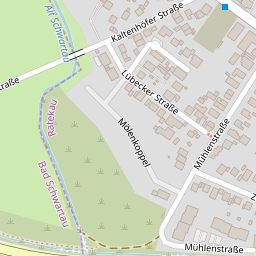 Alt Schwartau
Kaltenhöfer Straße
Straße
Lübecker Straße
Ratekau
Bad Schwartau
Mölenkoppel
Mühlenstraße
Mühlenstraße